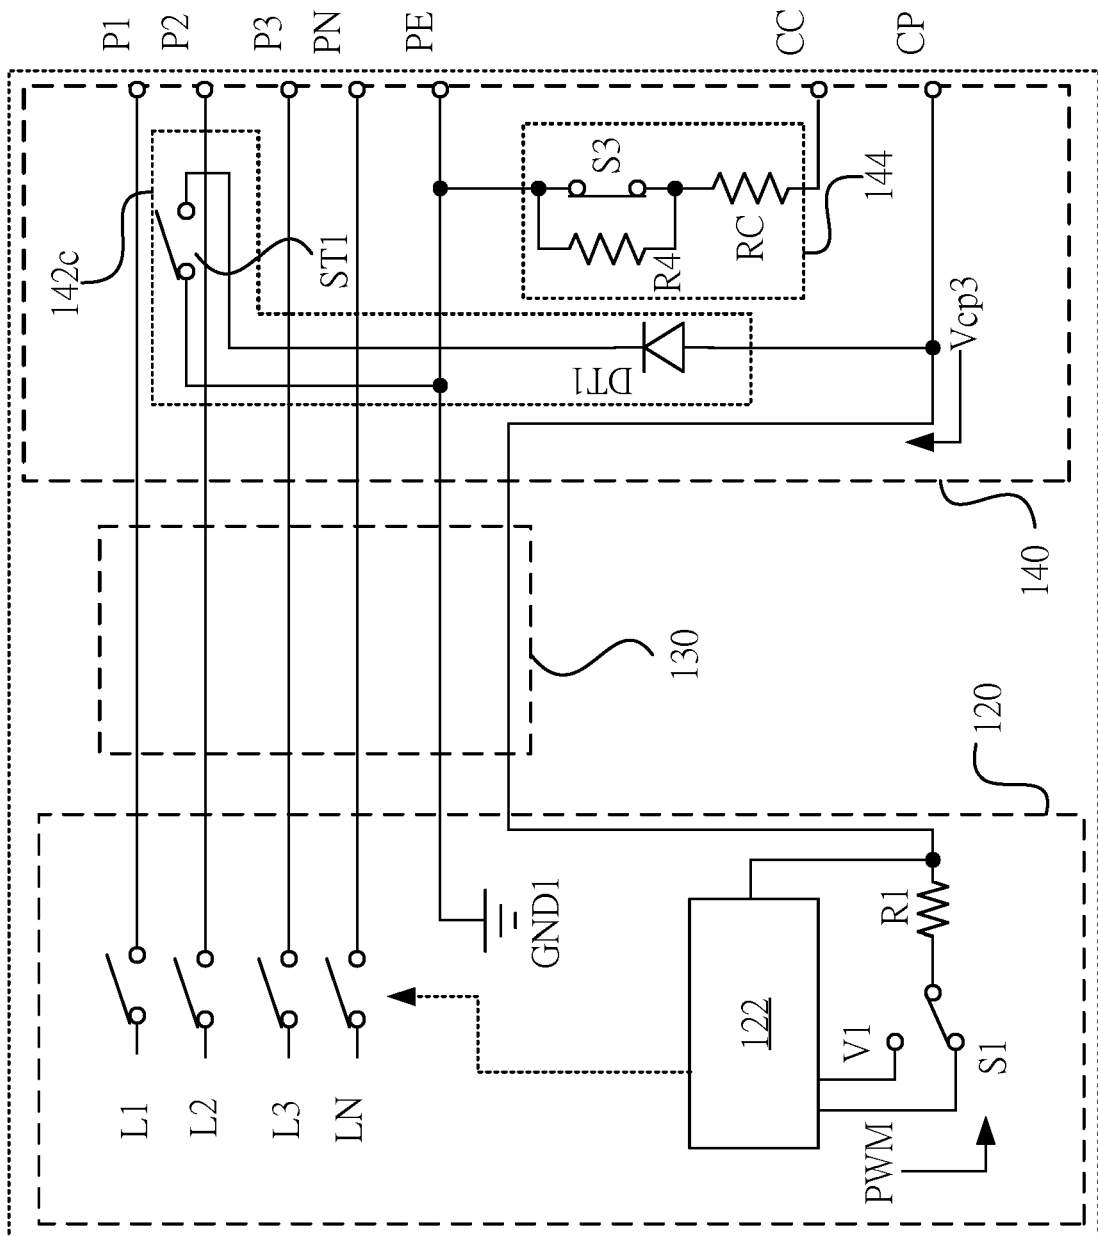 P1
P2
P3
PN
PE
CC
CP
142c
ST1
S3
R4
RC
144
DT1
Vcp3
140
130
120
GND1
R1
122
V1
S1
PWM
L1
L2
L3
LN